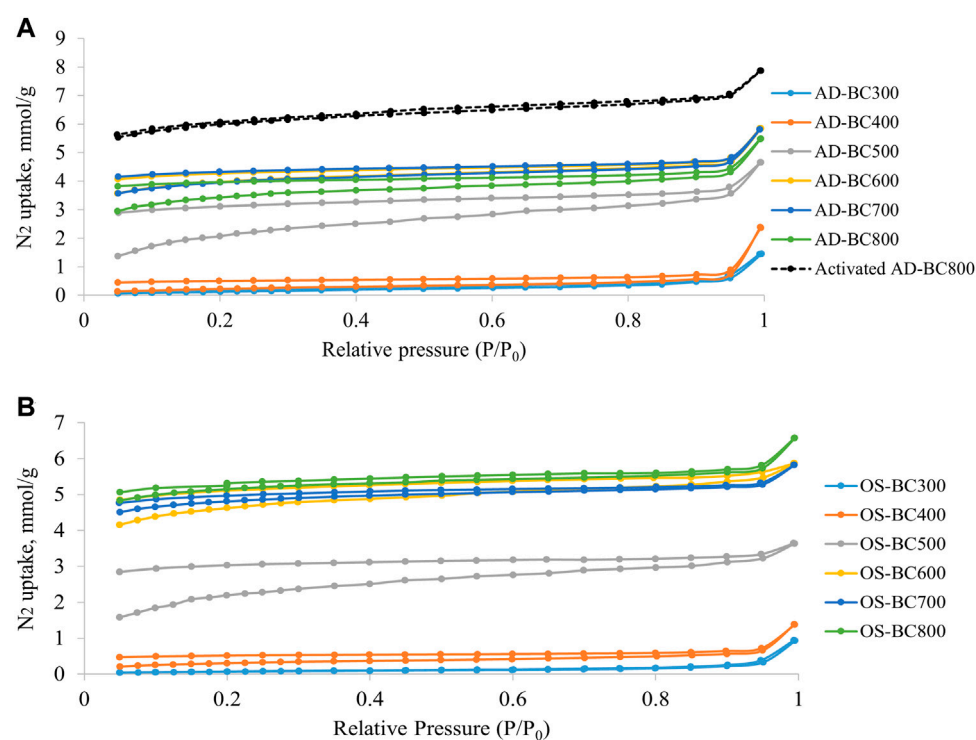 A
9
8
7
6
5
4
3
2
1
0
N2 uptake, mmol/g
0
0.2
0.4
0.6
0.8
1
Relative pressure (P/P0)
AD-BC300
AD-BC400
AD-BC500
AD-BC600
AD-BC700
AD-BC800
Activated AD-BC800
B
7
6
5
4
3
2
1
0
N2 uptake, mmol/g
0
0.2
0.4
0.6
0.8
1
Relative Pressure (P/P0)
OS-BC300
OS-BC400
OS-BC500
OS-BC600
OS-BC700
OS-BC800